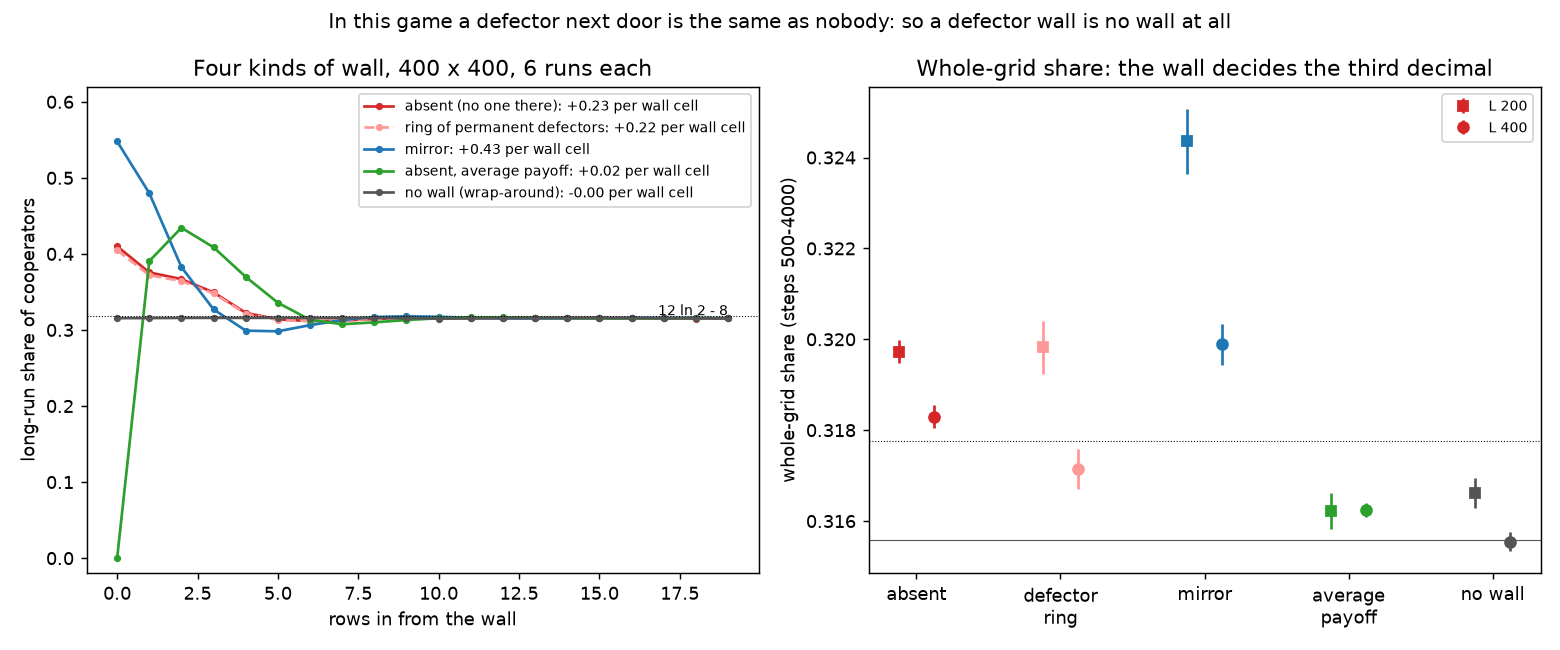 In this game a defector next door is the same as nobody: so a defector wall is no wall at all
Four kinds of wall, 400 x 400, 6 runs each
long-run share of cooperators
0.6
0.5
0.4
0.3
0.2
0.1
0.0
absent (no one there): +0.23 per wall cell
ring of permanent defectors: +0.22 per wall cell
mirror: +0.43 per wall cell
absent, average payoff: +0.02 per wall cell
no wall (wrap-around): -0.00 per wall cell
12 ln 2 - 8
0.0 2.5 5.0 7.5 10.0 12.5 15.0 17.5
rows in from the wall
Whole-grid share: the wall decides the third decimal
whole-grid share (steps 500-4000)
0.324
0.322
0.320
0.318
0.316
L 200
L 400
absent
defector
ring
mirror
average
payoff
no wall